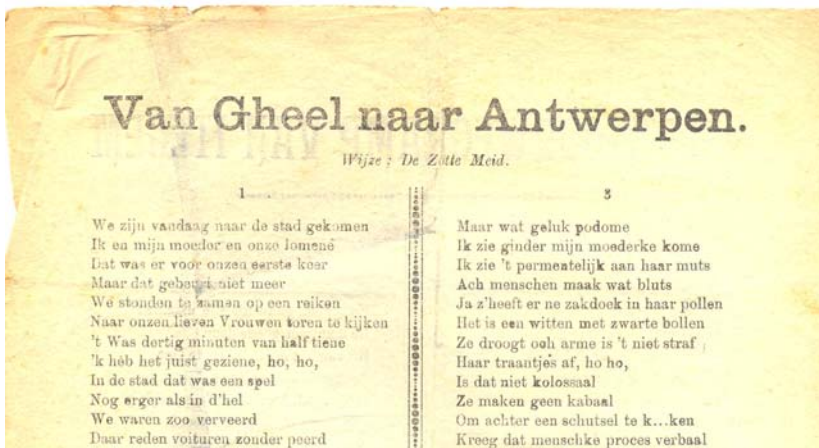 Van Gheel naar Antwerpen.
Wijze : De Zotte Meid.
1
We zijn vandaag naar de stad gekomen
Ik en mijn moeder en onze lomené
Dat was er voor onzen eerste keer
Maar dat gebeurt niet meer
We stonden te zamen op een reiken
Naar onzen lieven Vrouwen toren te kijken
't Was dertig minuten van half tiene
'k heb het juist geziene, ho, ho,
In de stad dat was een spel
Nog erger als in d'hel
We waren zoo verveerd
Daar reden voituren zonder peerd
3
Maar wat geluk podome
Ik zie ginder mijn moederke kome
Ik zie 't permentelijk aan haar muts
Ach menschen maak wat bluts
Ja z'heeft er ne zakdoek in haar pollen
Het is een witten met zwarte bollen
Ze droogt och arme is 't niet straf ;
Haar traantjes af, ho ho,
Is dat niet kolossaal
Ze maken geen kabaal
Om achter een schutsel te k...ken
Kreeg dat menschke proces verbaal